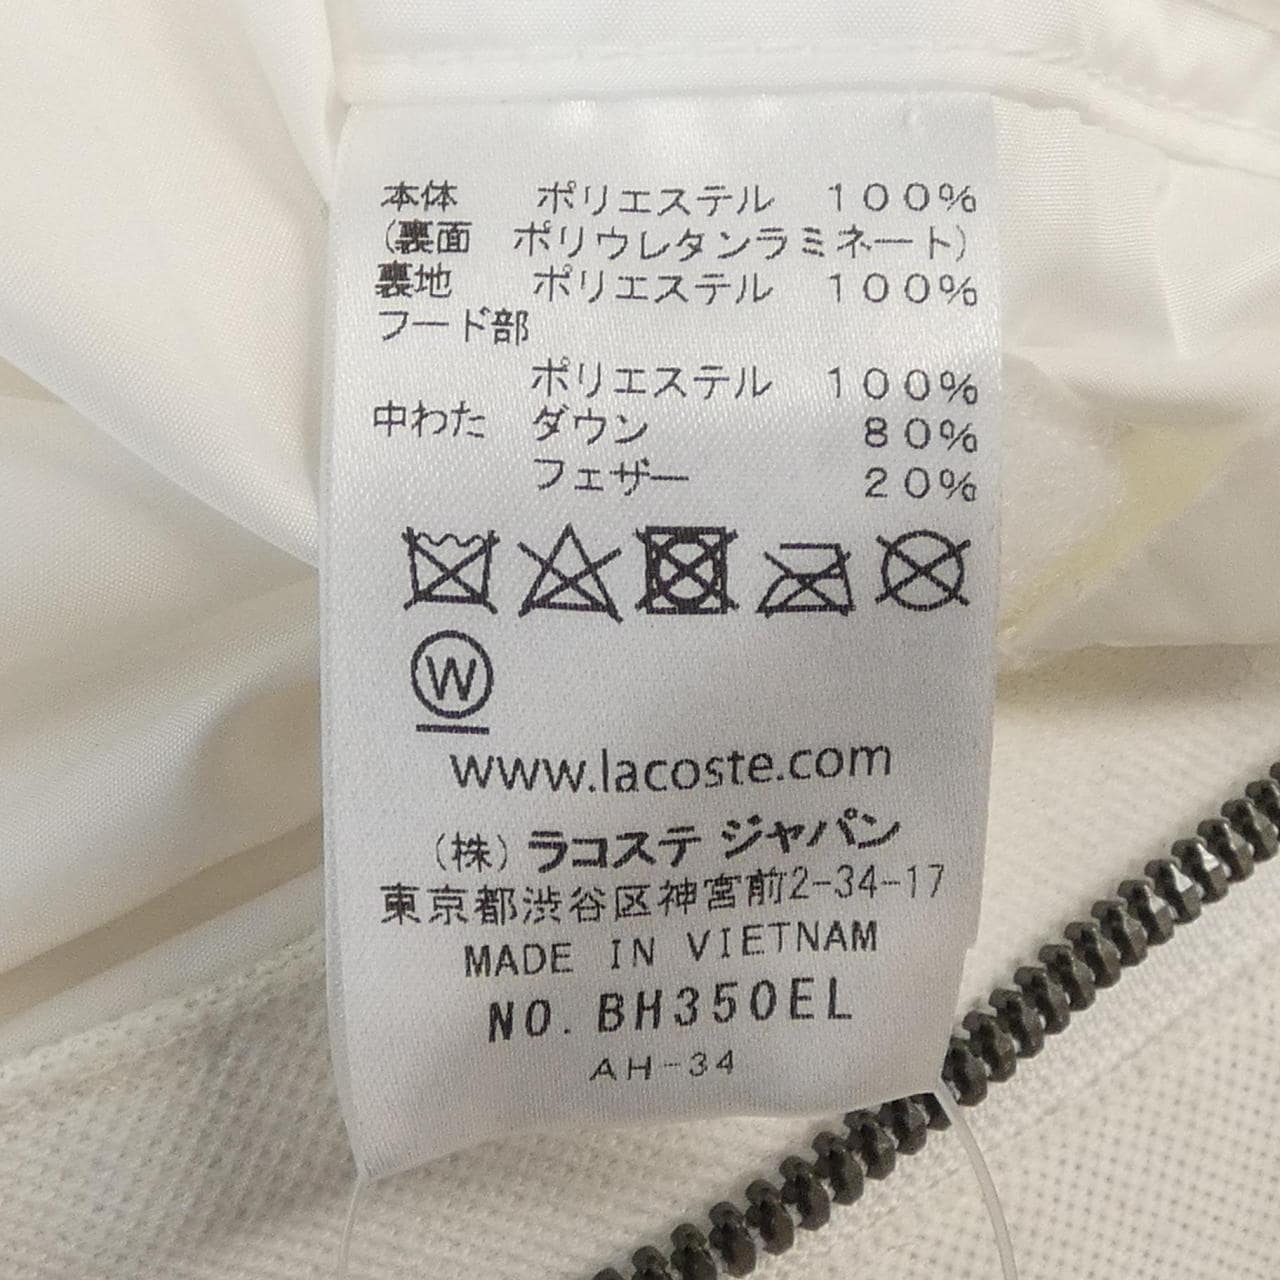 本体 ポリエステル 100%
(裏面 ポリウレタンラミネート)
裏地 ポリエステル 100%
フード部
ポリエステル 100%
中わた ダウン 80%
フェザー 20%
W
www.lacoste.com
(株) ラコステ ジャパン
東京都渋谷区神宮前2-34-17
MADE IN VIETNAM
NO. BH350EL
AH-34